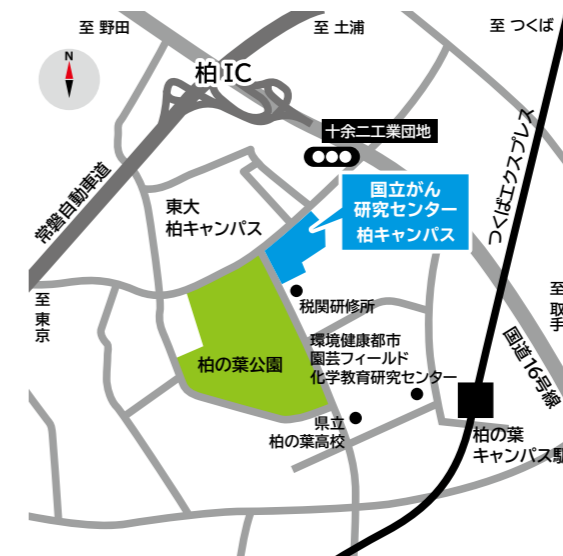 至 野田
至 土浦
至 つくば
N
柏 IC
十余二工業団地
国立がん
研究センター
柏キャンパス
東大
柏キャンパス
常磐自動車道
つくばエクスプレス
至 東京
税関研修所
至 取手
環境健康都市
園芸フィールド
化学教育研究センター
国道16号線
柏の葉公園
県立
柏の葉高校
柏の葉
キャンパス駅